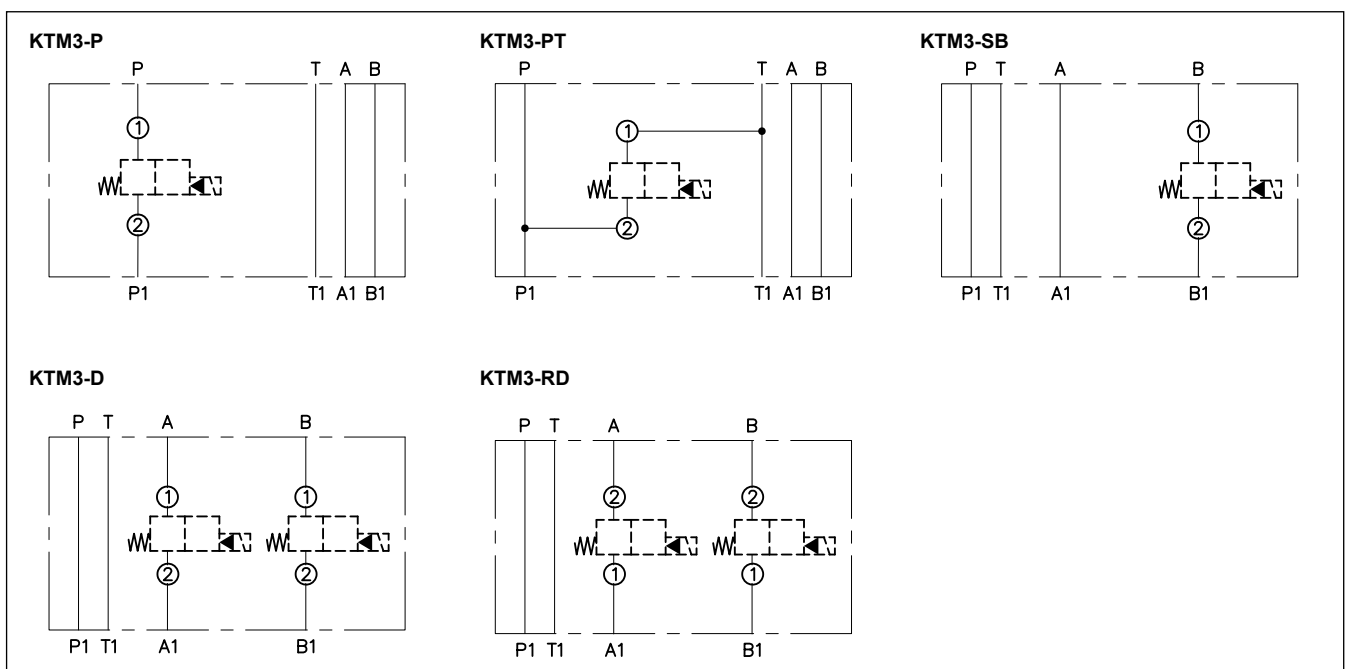 KTM3-P
KTM3-PT
KTM3-SB
P T A B
P T A B
P T A B
1
1
1
2
2
2
P1 T1 A1 B1
P1 T1 A1 B1
P1 T1 A1 B1
KTM3-D
KTM3-RD
P T A B
P T A B
1 1
2 2
2 2
1 1
P1 T1 A1 B1
P1 T1 A1 B1